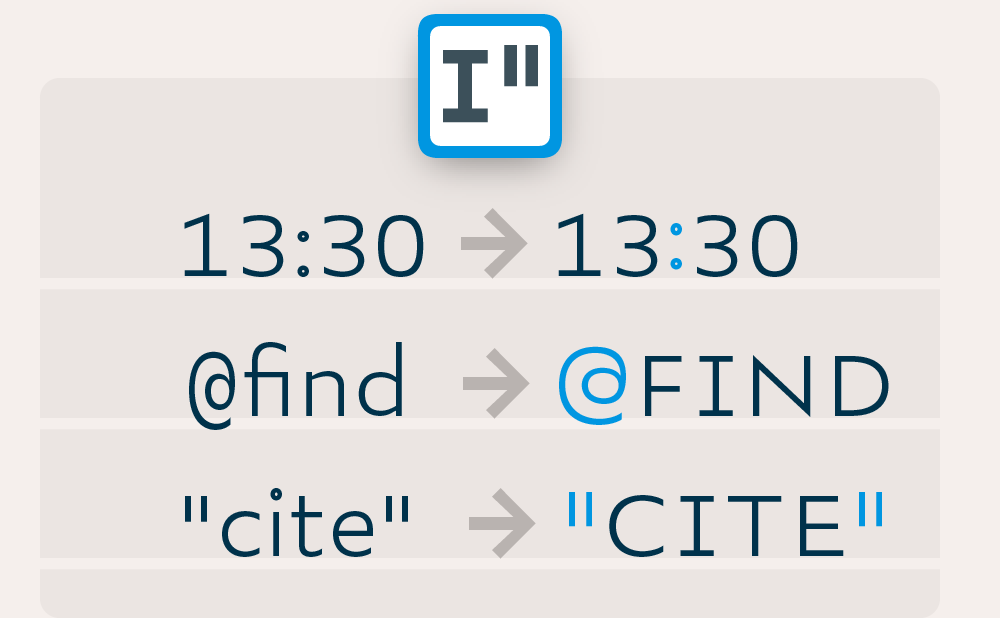 I"
13:30 → 13:30
@find → @FIND
"cite" → "CITE"